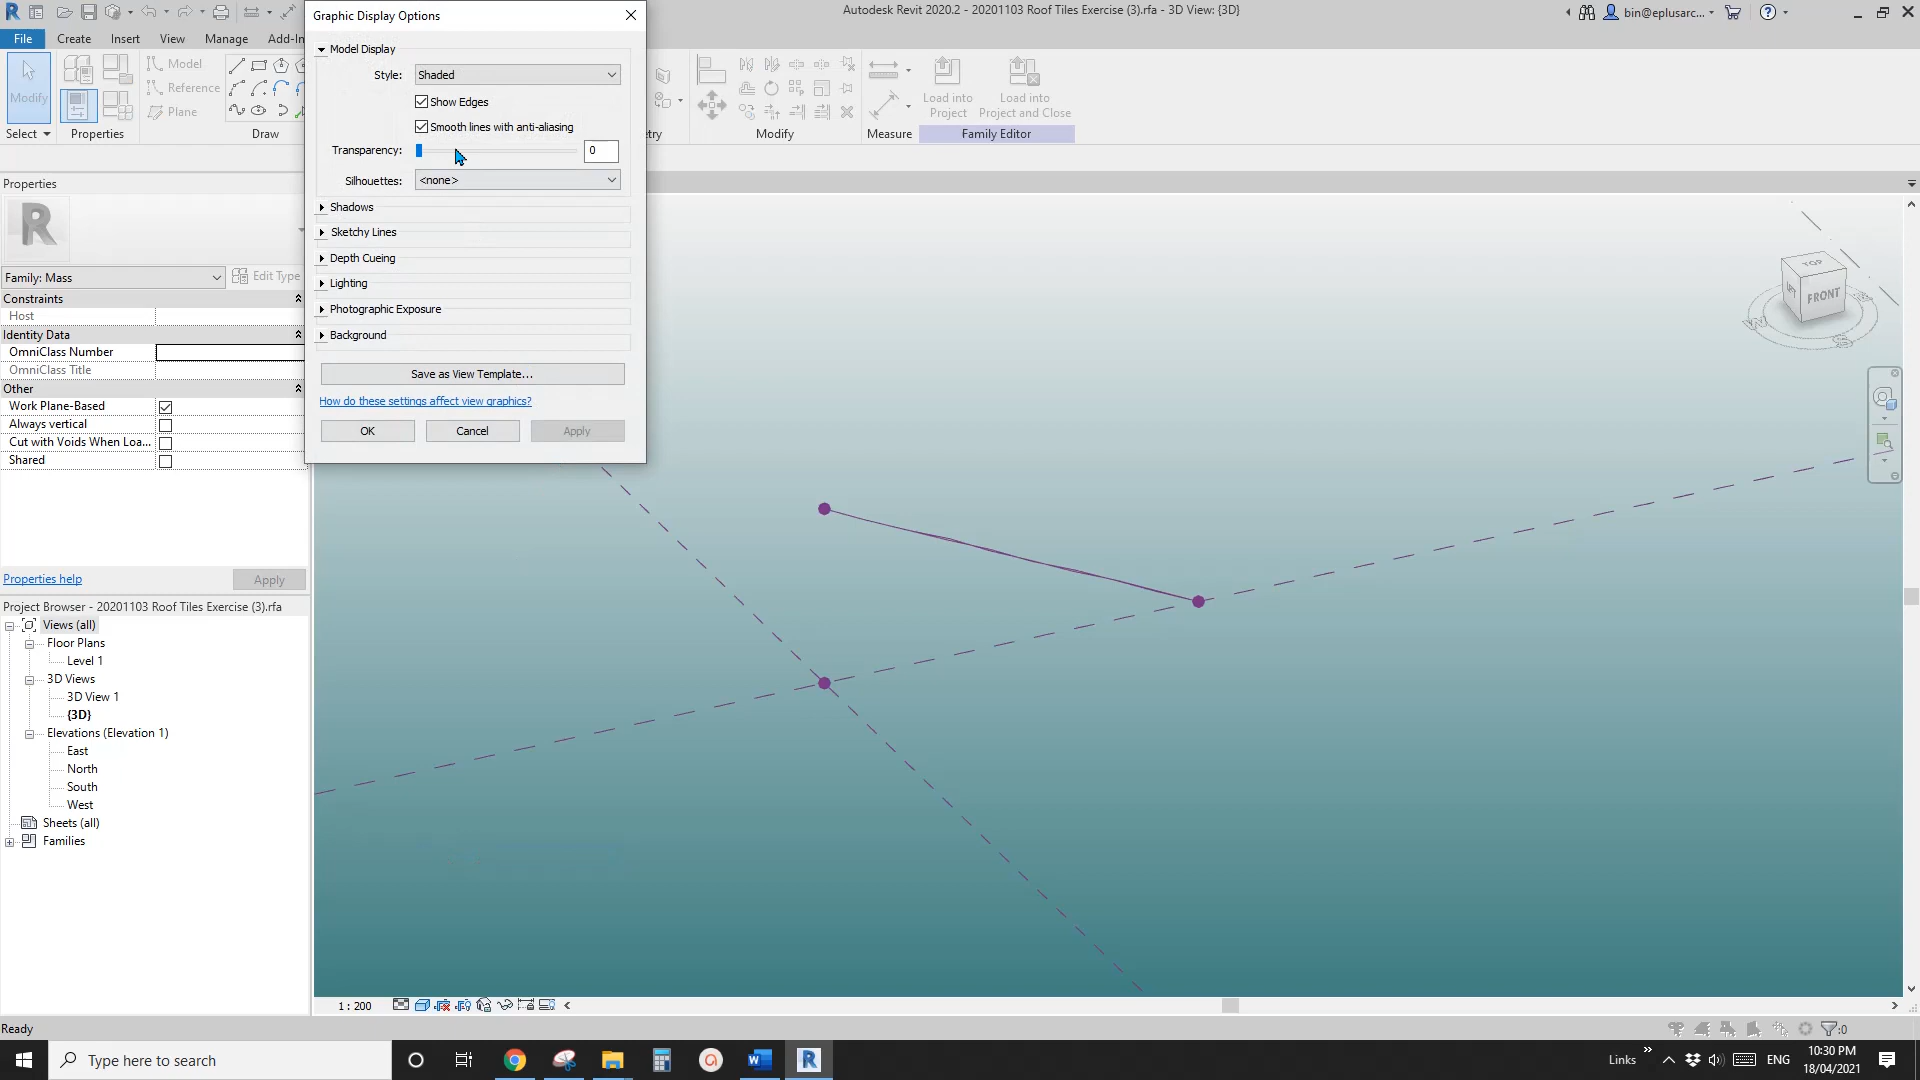 Graphic Display Options
Autodesk Revit 2020.2 - 20201103 Roof Tiles Exercise (3).rfa - 3D View: {3D}
bin@eplusarc...
File Create Insert View Manage Add-In
Modify
Select
Properties
Model
Reference
Plane
Draw
etry
Modify
Measure
Load into Project
Load into Project and Close
Family Editor
Model Display
Style: Shaded
Show Edges
Smooth lines with anti-aliasing
Transparency: 0
Silhouettes: <none>
Shadows
Sketchy Lines
Depth Cueing
Lighting
Photographic Exposure
Background
Save as View Template...
How do these settings affect view graphics?
OK Cancel Apply
Properties
R
Family: Mass
Edit Type
Constraints
Host
Identity Data
OmniClass Number
OmniClass Title
Other
Work Plane-Based
Always vertical
Cut with Voids When Loa...
Shared
Properties help
Apply
Project Browser - 20201103 Roof Tiles Exercise (3).rfa
Views (all)
Floor Plans
Level 1
3D Views
3D View 1
{3D}
Elevations (Elevation 1)
East
North
South
West
Sheets (all)
Families
TOP
FRONT
W
S
1 : 200
Ready
:0
Type here to search
Links
ENG
10:30 PM
18/04/2021